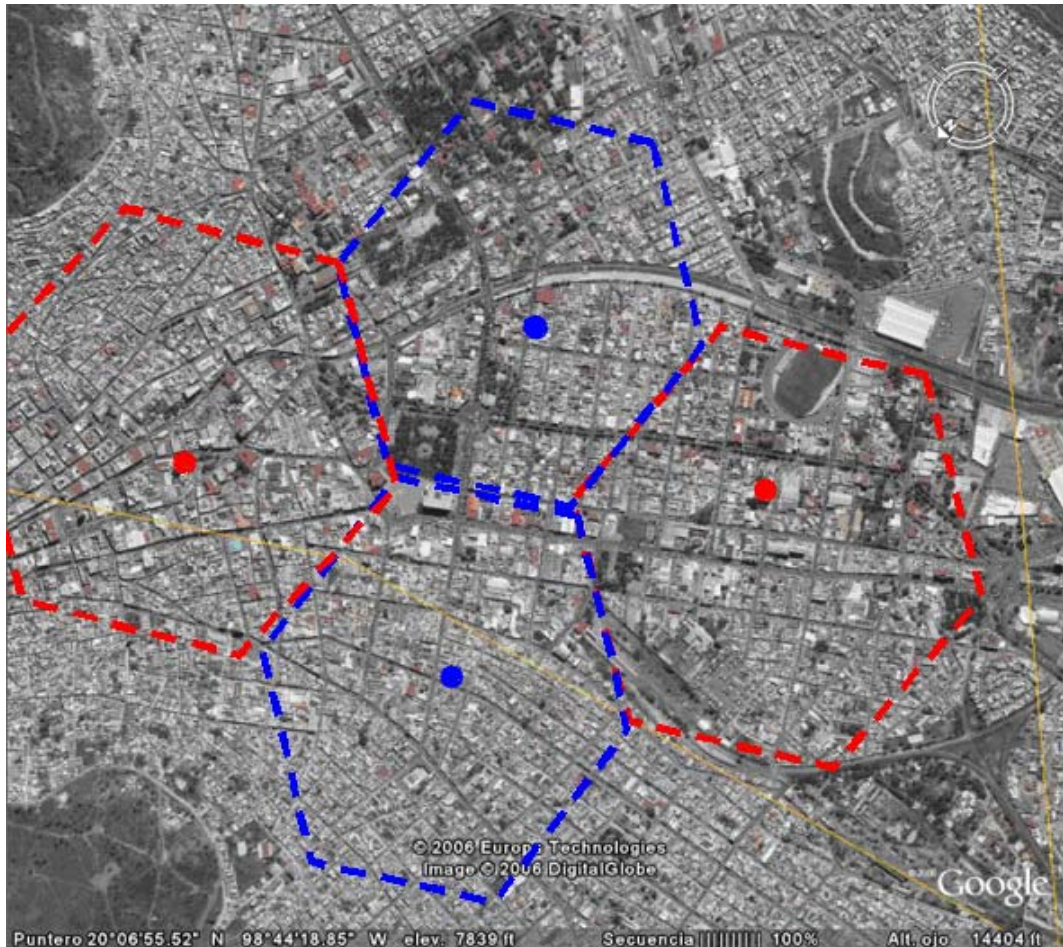 N
© 2006 Europa Technologies
Image © 2006 DigitalGlobe
Google
Puntero 20°06'55.52" N 98°44'18.85" W elev. 7839 ft Secuencia |||||||||| 100% Alt. ojo 14404 ft